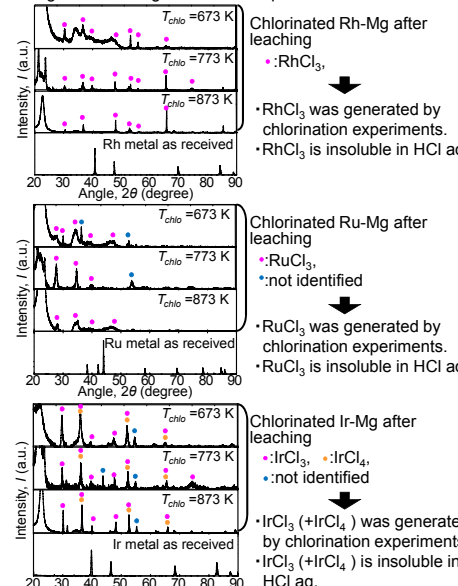 T_chlo =673 K
T_chlo =773 K
T_chlo =873 K
Rh metal as received
Intensity, I (a.u.)
20 30 40 50 60 70 80 90
Angle, 2θ (degree)
Chlorinated Rh-Mg after
leaching
•:RhCl3,
・RhCl3 was generated by
chlorination experiments.
・RhCl3 is insoluble in HCl
T_chlo =673 K
T_chlo =773 K
T_chlo =873 K
Ru metal as received
Intensity, I (a.u.)
20 30 40 50 60 70 80 90
Angle, 2θ (degree)
Chlorinated Ru-Mg after
leaching
•:RuCl3,
•:not identified
・RuCl3 was generated by
chlorination experiments.
・RuCl3 is insoluble in HCl
T_chlo =673 K
T_chlo =773 K
T_chlo =873 K
Ir metal as received
Intensity, I (a.u.)
20 30 40 50 60 70 80 90
Chlorinated Ir-Mg after
leaching
•:IrCl3, •:IrCl4,
•:not identified
・IrCl3 (+IrCl4 ) was
by chlorination
・IrCl3 (+IrCl4 ) is insoluble in
HCl aq.